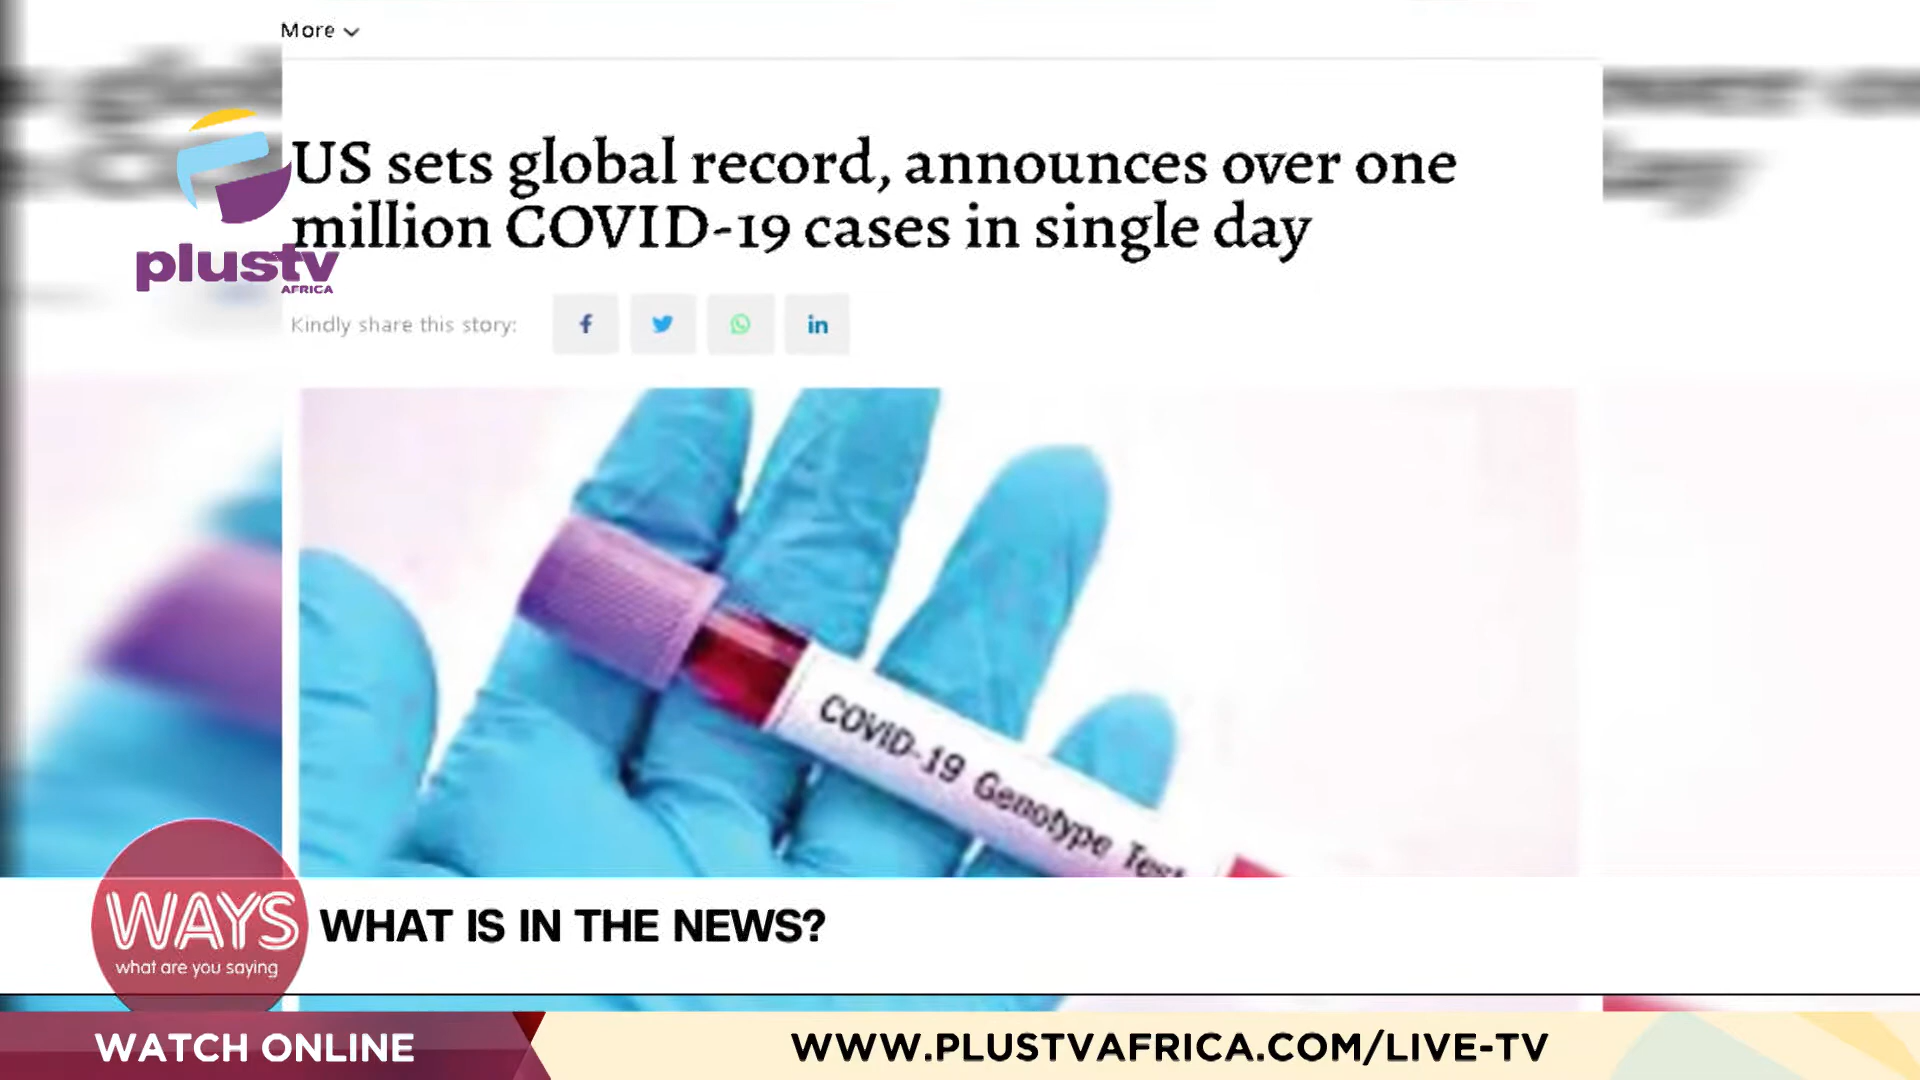 More
US sets global record, announces over one
million COVID-19 cases in single day
plustv
AFRICA
Kindly share this story:
COVID-19 Genotype Test
WAYS
what are you saying
WHAT IS IN THE NEWS?
WATCH ONLINE
WWW.PLUSTVAFRICA.COM/LIVE-TV